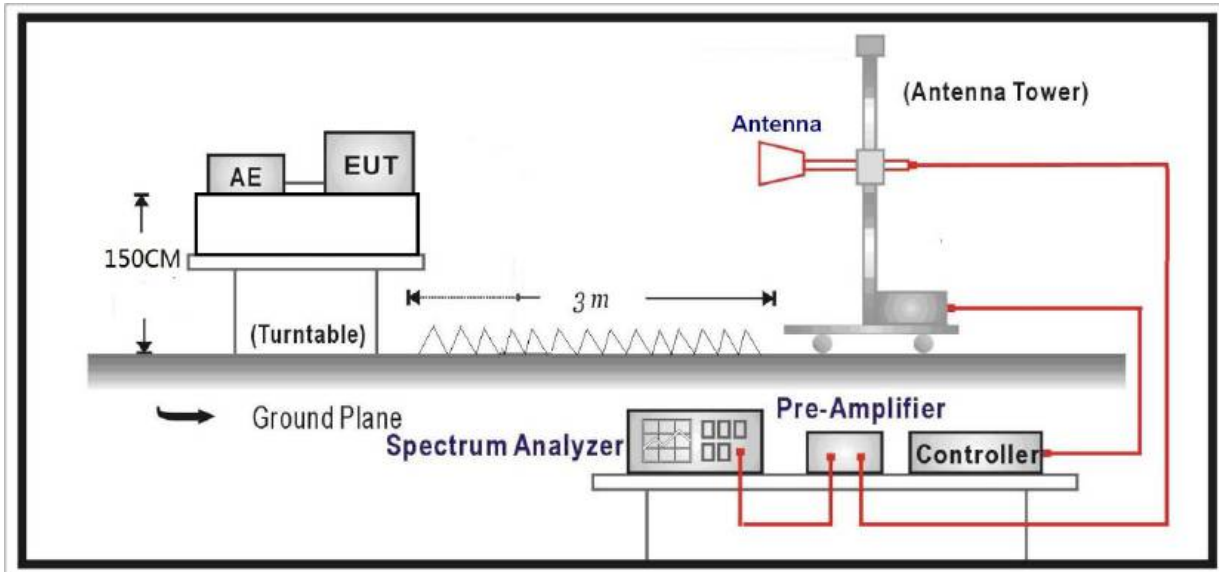 (Antenna Tower)
Antenna
AE
EUT
150CM
3 m
(Turntable)
Ground Plane
Pre-Amplifier
Spectrum Analyzer
Controller